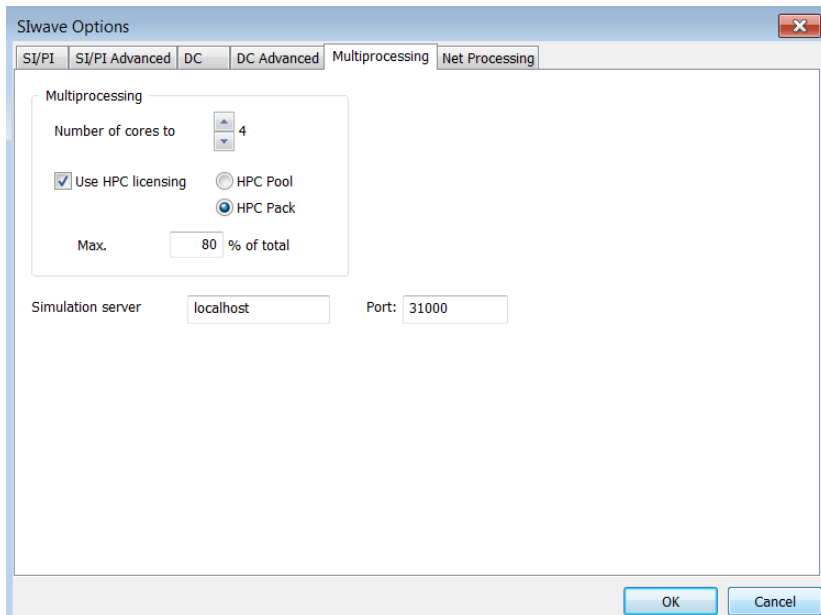 SIwave Options
SI/PI SI/PI Advanced DC DC Advanced Multiprocessing Net Processing
Multiprocessing
Number of cores to 4
Use HPC licensing HPC Pool
HPC Pack
Max. 80 % of total
Simulation server localhost Port: 31000
OK Cancel